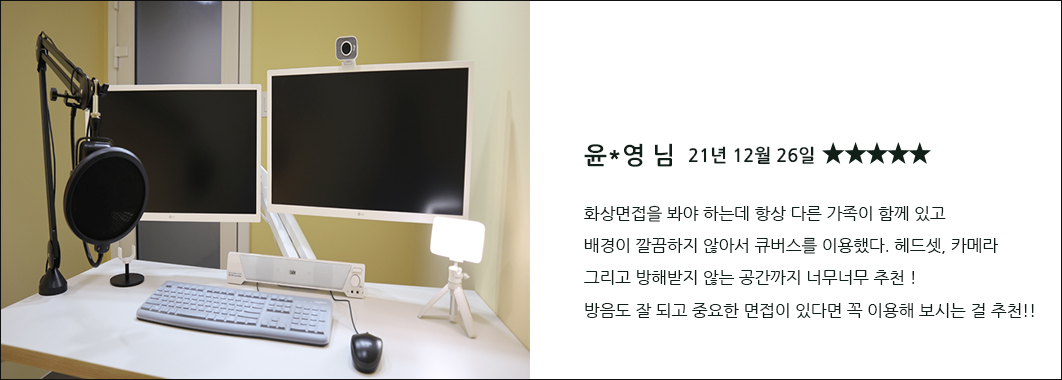 윤*영 님 21년 12월 26일 ★★★★★
화상면접을 봐야 하는데 항상 다른 가족이 함께 있고
배경이 깔끔하지 않아서 큐버스를 이용했다. 헤드셋, 카메라
그리고 방해받지 않는 공간까지 너무너무 추천 !
방음도 잘 되고 중요한 면접이 있다면 꼭 이용해 보시는 걸 추천!!